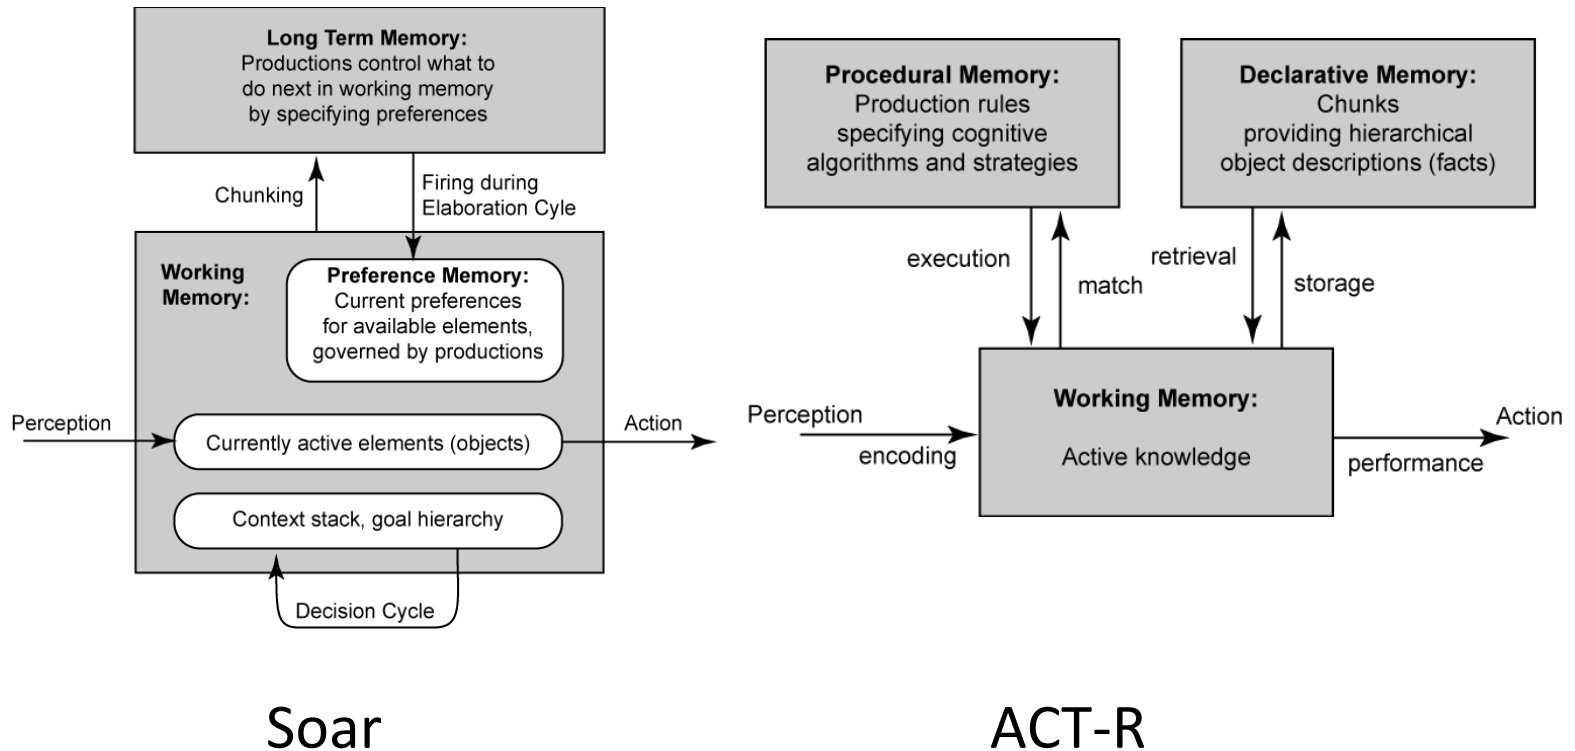 Long Term Memory:
Productions control what to
do next in working memory
by specifying preferences
Chunking
Firing during
Elaboration Cyle
Working
Memory:
Preference Memory:
Current preferences
for available elements,
governed by productions
Perception
Currently active elements (objects)
Action
Context stack, goal hierarchy
Decision Cycle
Soar
Procedural Memory:
Production rules
specifying cognitive
algorithms and strategies
Declarative Memory:
Chunks
providing hierarchical
object descriptions (facts)
execution
match
retrieval
storage
Perception
encoding
Working Memory:
Active knowledge
Action
performance
ACT-R